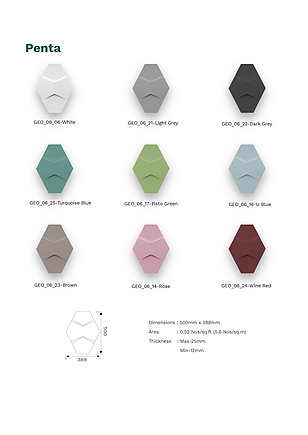 Penta
GEO_06_06-White
GEO_06_21-Light Grey
GEO_06_22-Dark Grey
GEO_06_25-Turquoise Blue
GEO_06_17-Pisto Green
GEO_06_16-U Blue
GEO_06_23-Brown
GEO_06_14-Rose
GEO_06_24-Wine Red
500
388
Dimensions : 500mm x 388mm
Area : 0.52 Nos/sq.ft (5.6 Nos/sq.m)
Thickness : Max-25mm
Min-12mm